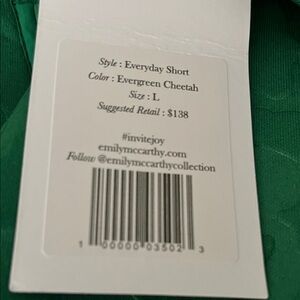 Style : Everyday Short
Color : Evergreen Cheetah
Size : L
Suggested Retail : $138
#invitejoy
emilymccarthy.com
Follow @emilymccarthycollection
1 00000 03502 3